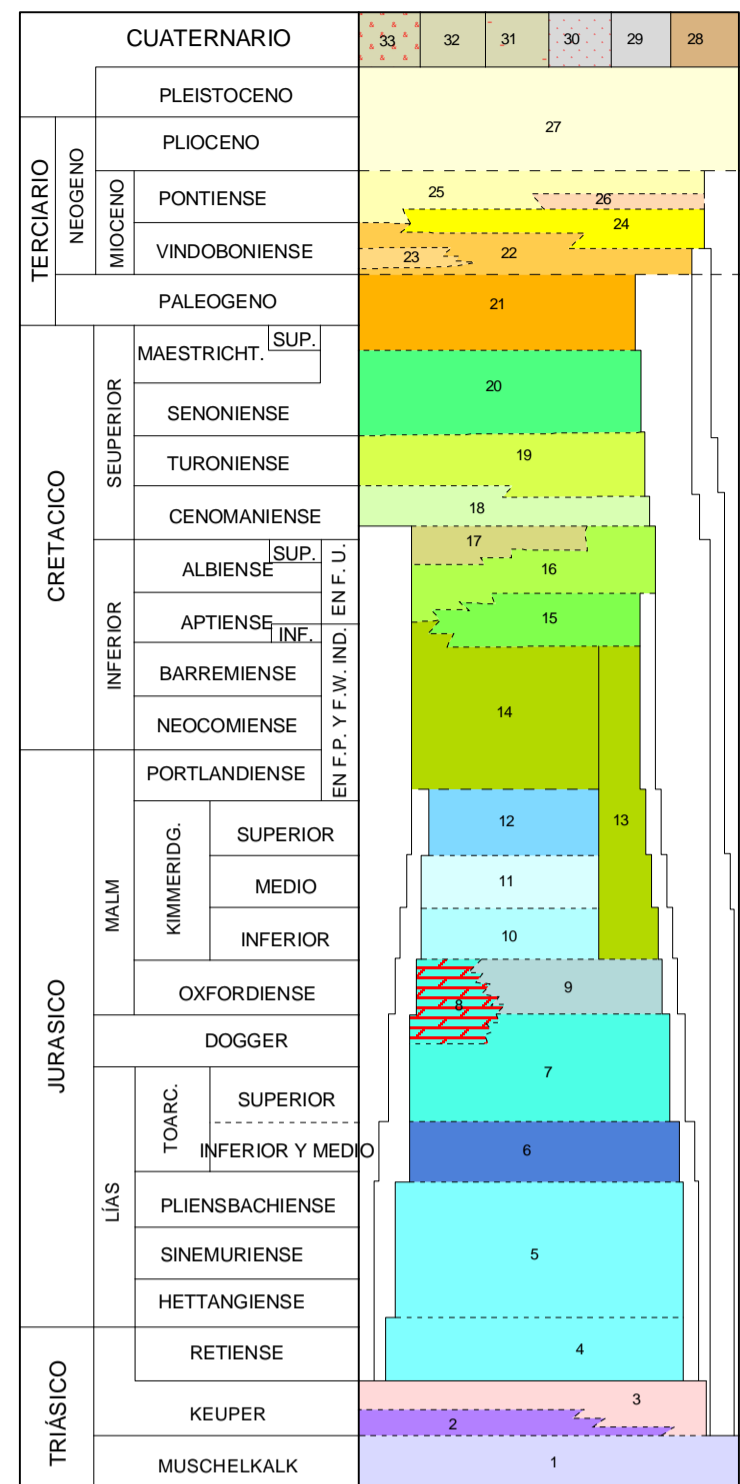 CUATERNARIO
33 32 31 30 29 28
PLEISTOCENO
27
TERCIARIO
NEOGENO
PLIOCENO
MIOCENO
PONTIENSE
25
26
24
VINDOBONIENSE
23
22
PALEOGENO
21
CRETACICO
SEUPERIOR
MAESTRICHT.
SUP.
20
SENONIENSE
TURONIENSE
19
CENOMANIENSE
18
INFERIOR
ALBIENSE
SUP.
EN F. U.
17
16
APTIENSE
INF.
15
EN F.P. Y F.W. IND.
BARREMIENSE
14
NEOCOMIENSE
JURASICO
MALM
PORTLANDIENSE
KIMMERIDG.
SUPERIOR
12
13
MEDIO
11
INFERIOR
10
OXFORDIENSE
8
9
DOGGER
7
LÍAS
TOARC.
SUPERIOR
INFERIOR Y MEDIO
6
PLIENSBACHIENSE
SINEMURIENSE
5
HETTANGIENSE
TRIÁSICO
RETIENSE
4
KEUPER
3
2
MUSCHELKALK
1